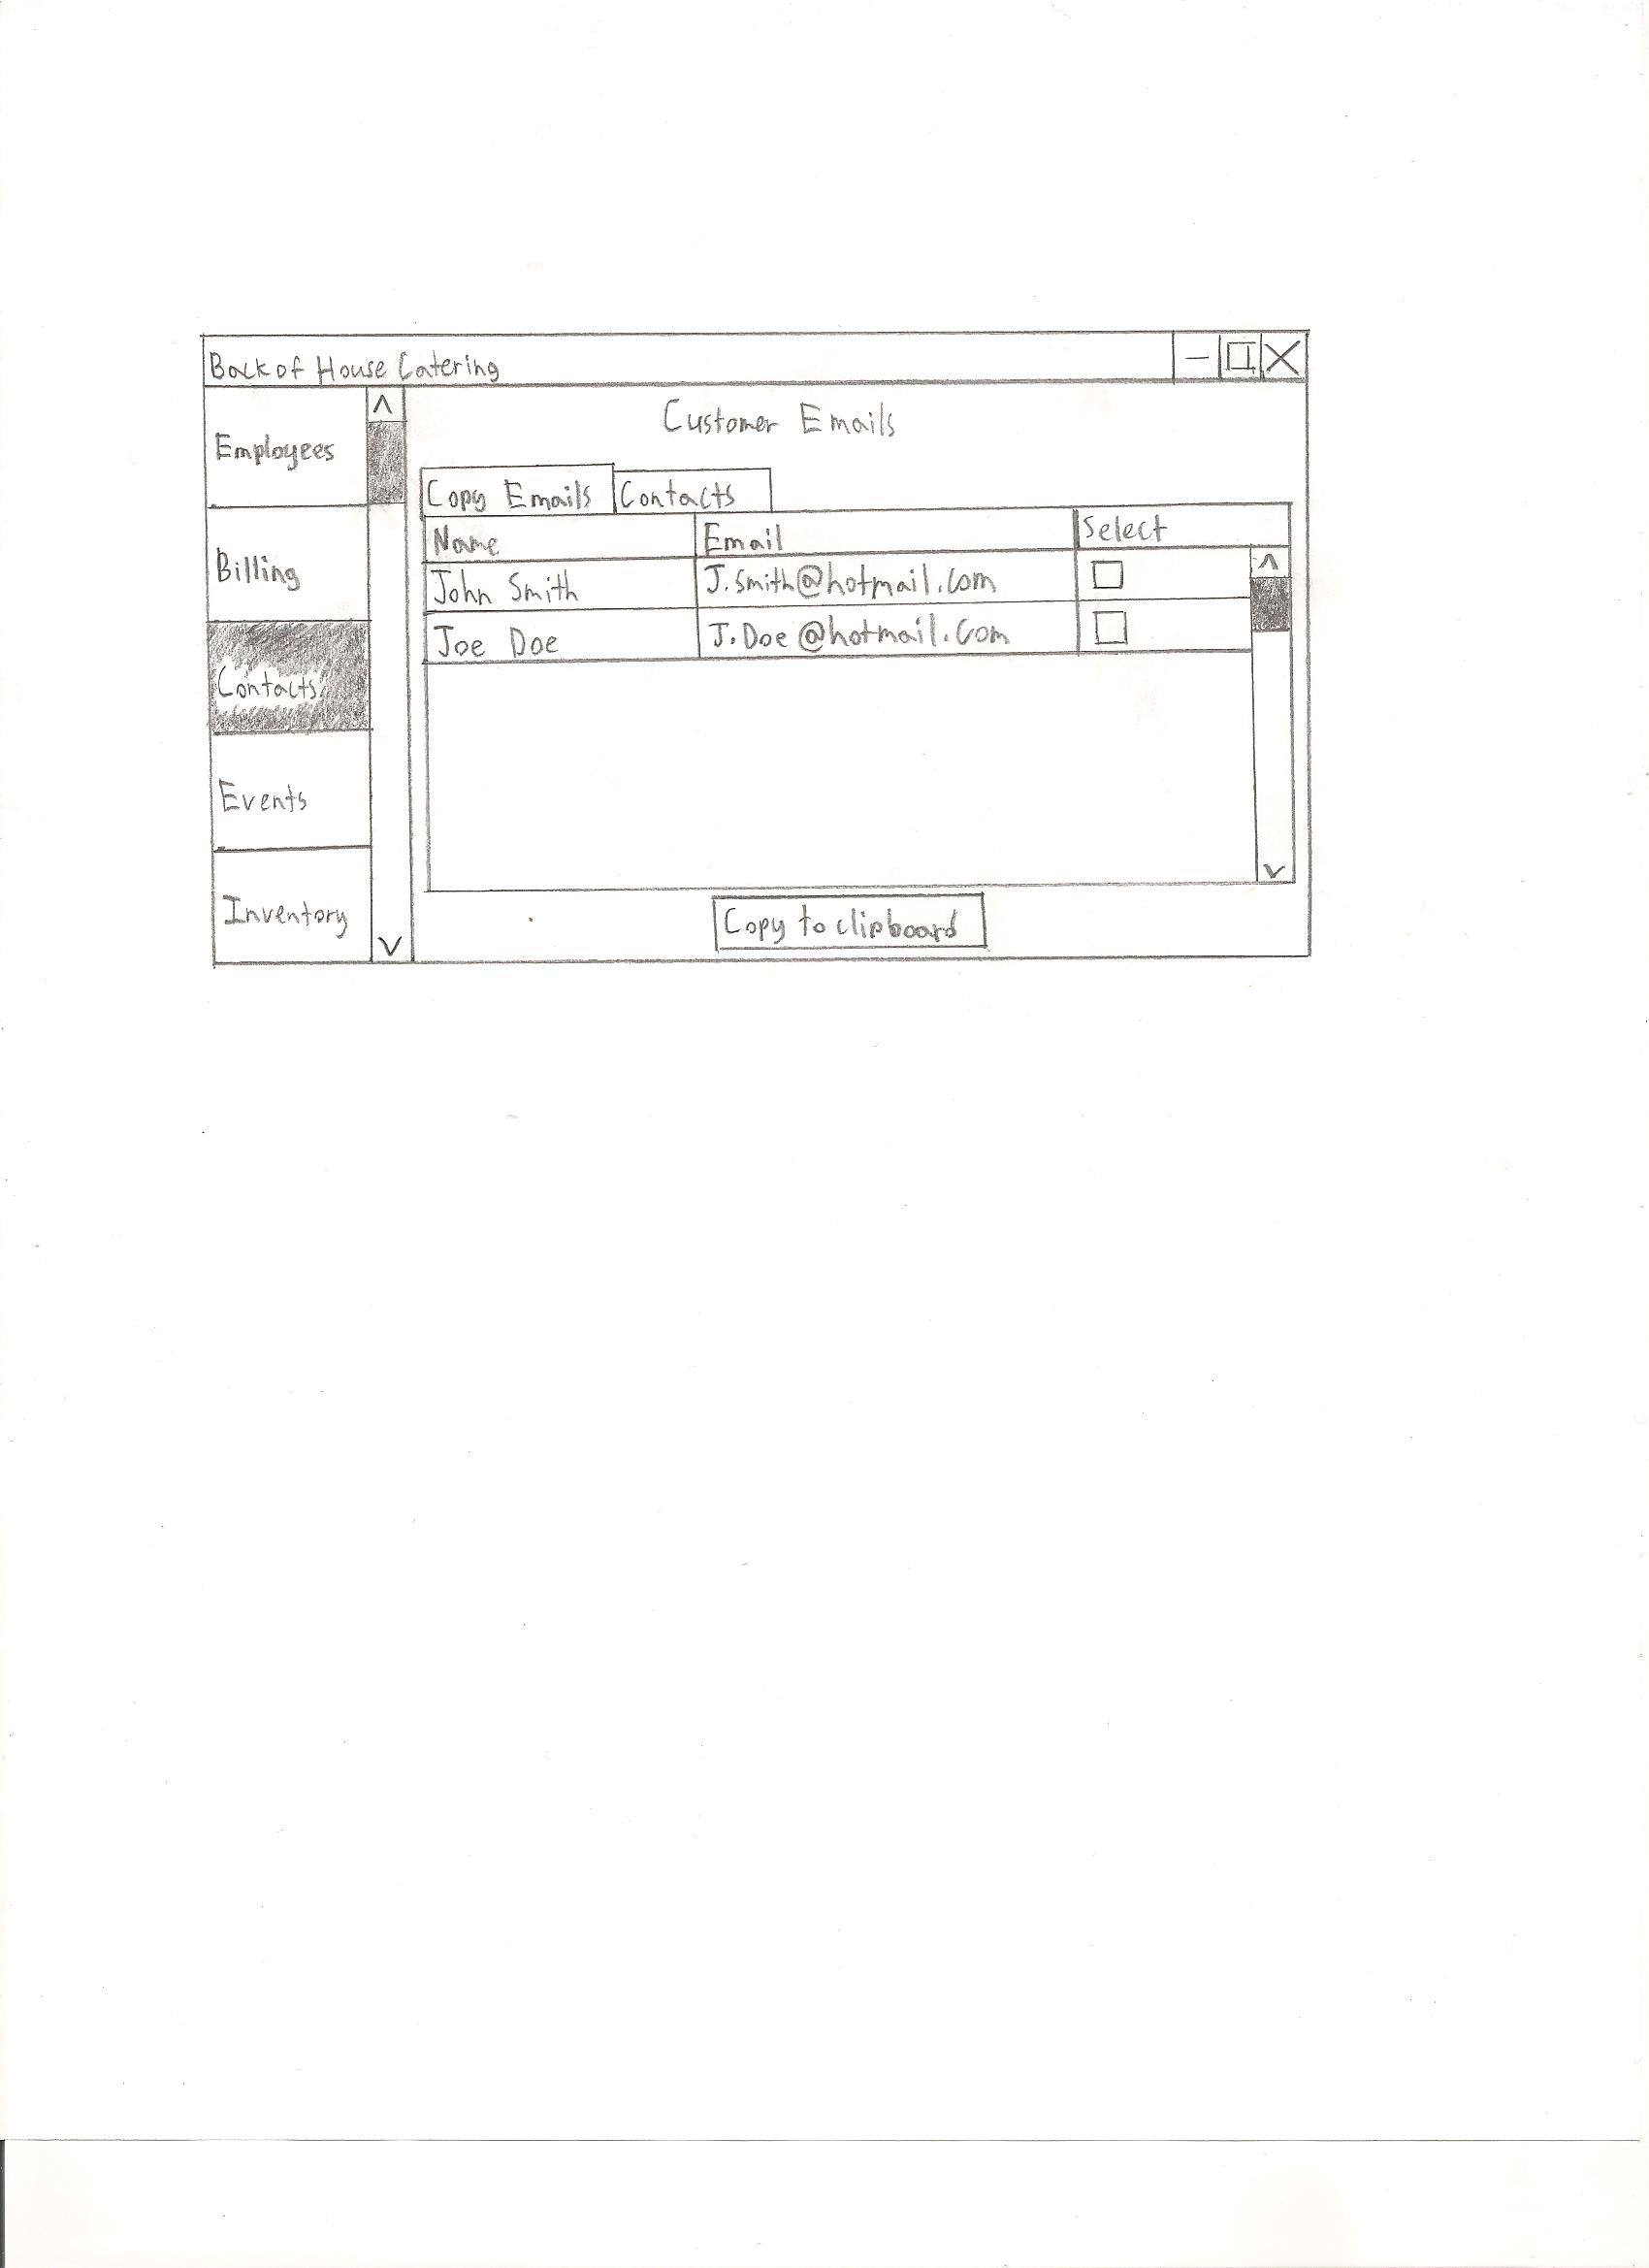 Back of House Catering
Customer Emails
Employees
Billing
Contacts
Events
Inventory
Copy Emails Contacts
Name Email Select
John Smith J.Smith@hotmail.com
Joe Doe J.Doe@hotmail.com
Copy to clipboard